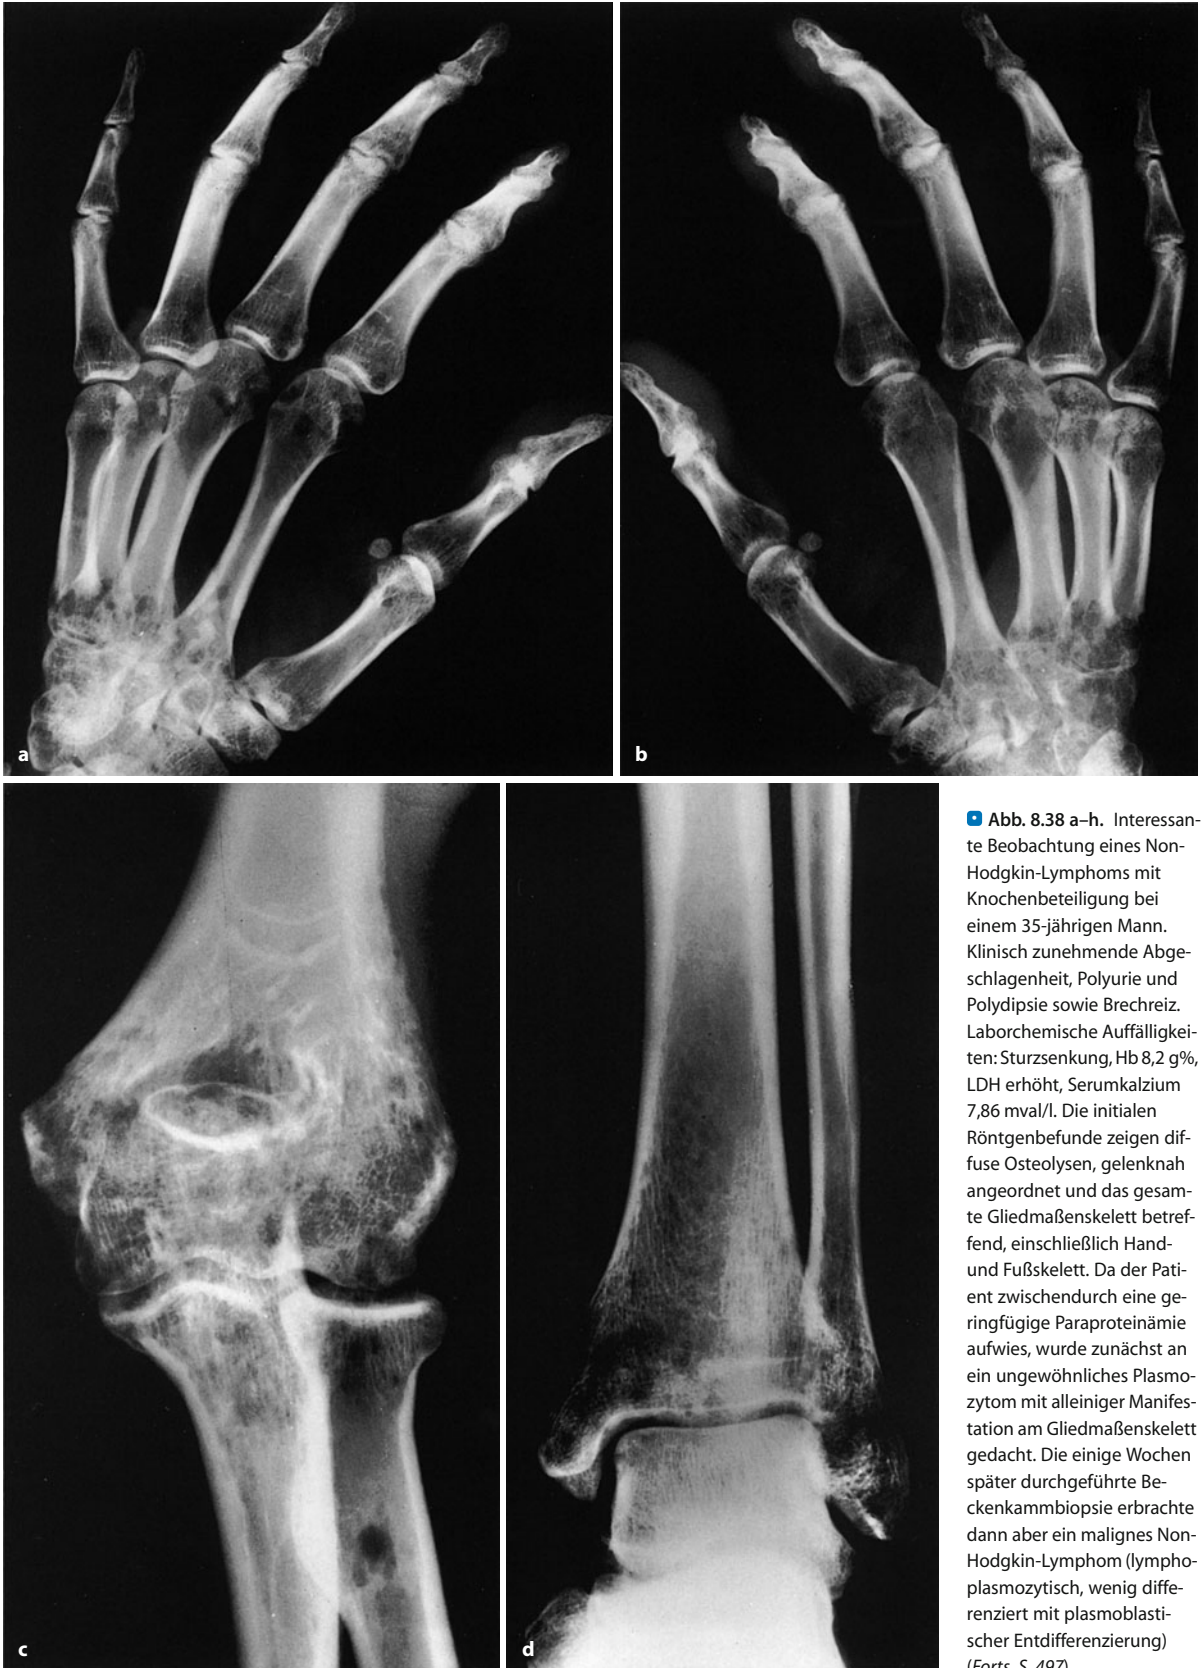 a
b
c
d
Abb. 8.38 a–h. Interessan-
te Beobachtung eines Non-
Hodgkin-Lymphoms mit
Knochenbeteiligung bei
einem 35-jährigen Mann.
Klinisch zunehmende Abge-
schlagenheit, Polyurie und
Polydipsie sowie Brechreiz.
Laborchemische Auffälligkei-
ten: Sturzsenkung, Hb 8,2 g%,
LDH erhöht, Serumkalzium
7,86 mval/l. Die initialen
Röntgenbefunde zeigen dif-
fuse Osteolysen, gelenknah
angeordnet und das gesam-
te Gliedmaßenskelett betref-
fend, einschließlich Hand-
und Fußskelett. Da der Pati-
ent zwischendurch eine ge-
ringfügige Paraproteinämie
aufwies, wurde zunächst an
ein ungewöhnliches Plasmo-
zytom mit alleiniger Manifes-
tation am Gliedmaßenskelett
gedacht. Die einige Wochen
später durchgeführte Be-
ckenkammbiopsie erbrachte
dann aber ein malignes Non-
Hodgkin-Lymphom (lympho-
plasmozytisch, wenig diffe-
renziert mit plasmoblasti-
scher Entdifferenzierung)
(Forts. S. 497)